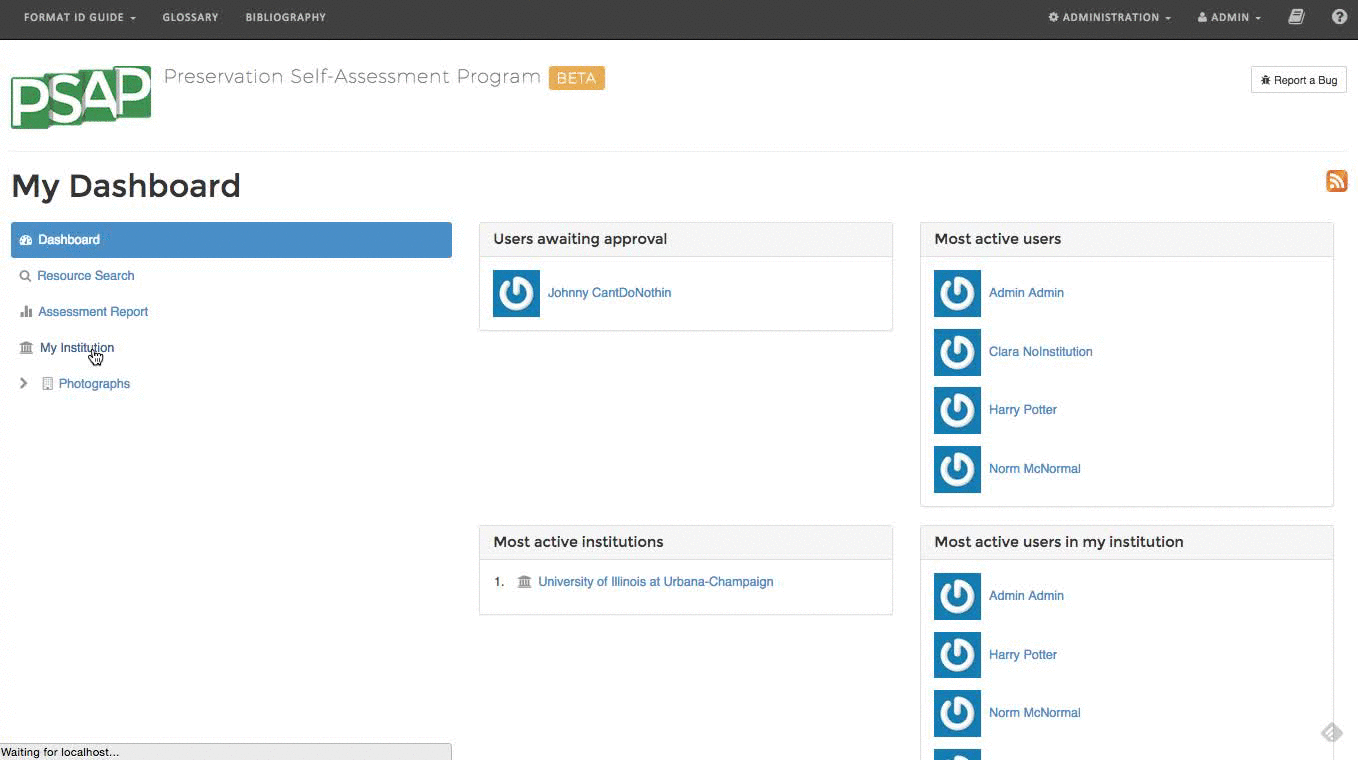 FORMAT ID GUIDE GLOSSARY BIBLIOGRAPHY ADMINISTRATION ADMIN
PSAP
Preservation Self-Assessment Program BETA
Report a Bug
My Dashboard
Dashboard
Resource Search
Assessment Report
My Institution
Photographs
Users awaiting approval
Johnny CantDoNothin
Most active users
Admin Admin
Clara NoInstitution
Harry Potter
Norm McNormal
Most active institutions
1. University of Illinois at Urbana-Champaign
Most active users in my institution
Admin Admin
Harry Potter
Norm McNormal
Waiting for localhost...